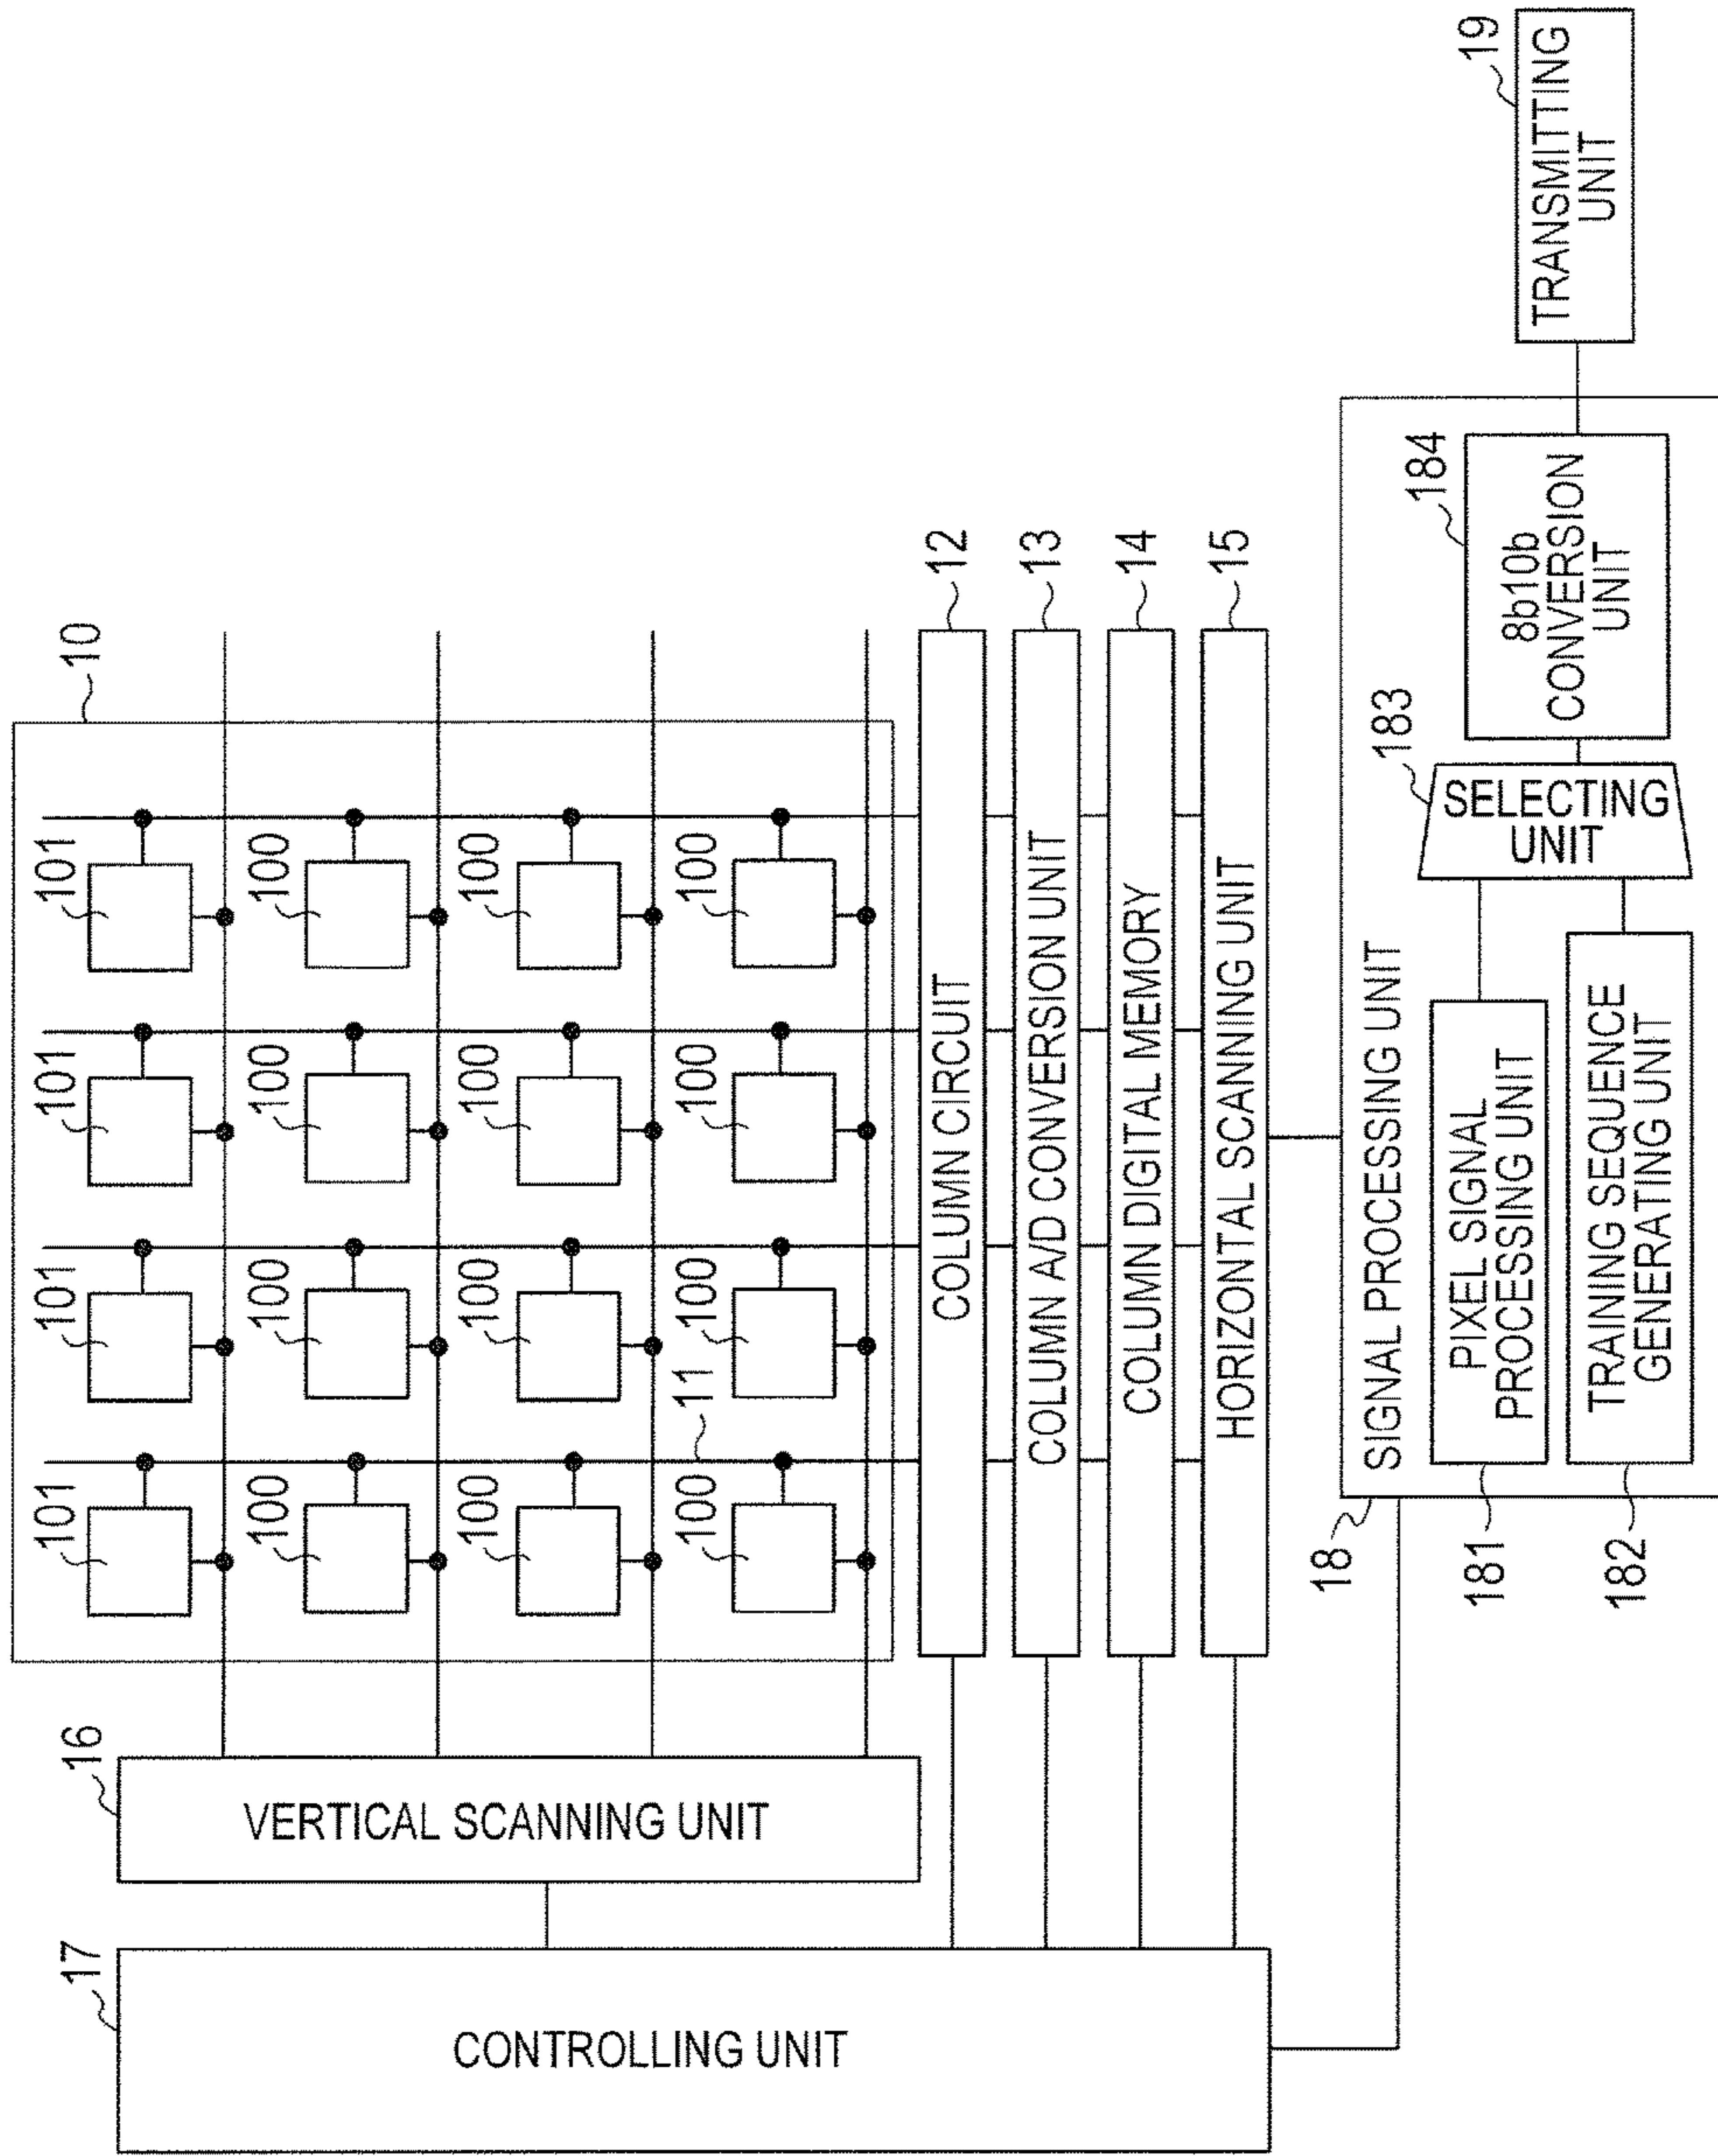 10
101
101
101
101
100
100
100
100
100
100
100
100
11
100
100
100
100
16
VERTICAL SCANNING UNIT
17
CONTROLLING UNIT
COLUMN CIRCUIT
12
COLUMN A/D CONVERSION UNIT
13
COLUMN DIGITAL MEMORY
14
HORIZONTAL SCANNING UNIT
15
18
SIGNAL PROCESSING UNIT
181
PIXEL SIGNAL
PROCESSING UNIT
182
TRAINING SEQUENCE
GENERATING UNIT
183
SELECTING
UNIT
184
8b10b
CONVERSION
UNIT
19
TRANSMITTING
UNIT